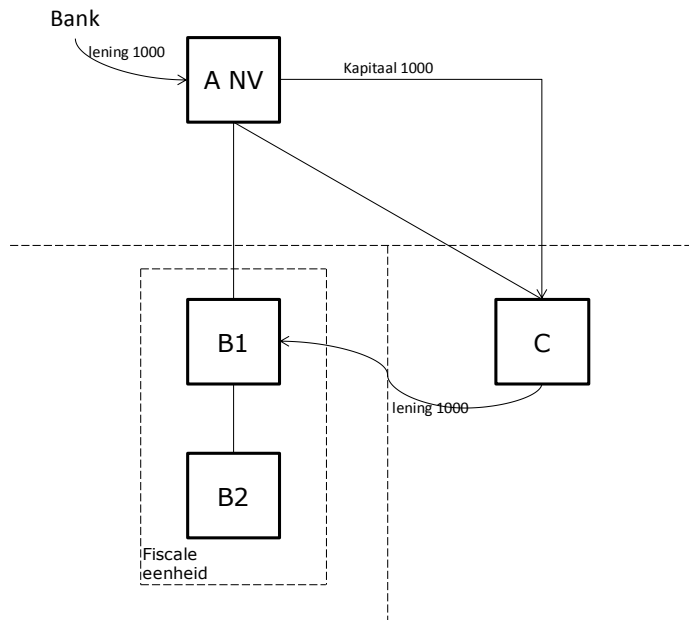 Bank
lening 1000
A NV
Kapitaal 1000
B1
C
lening 1000
B2
Fiscale
eenheid